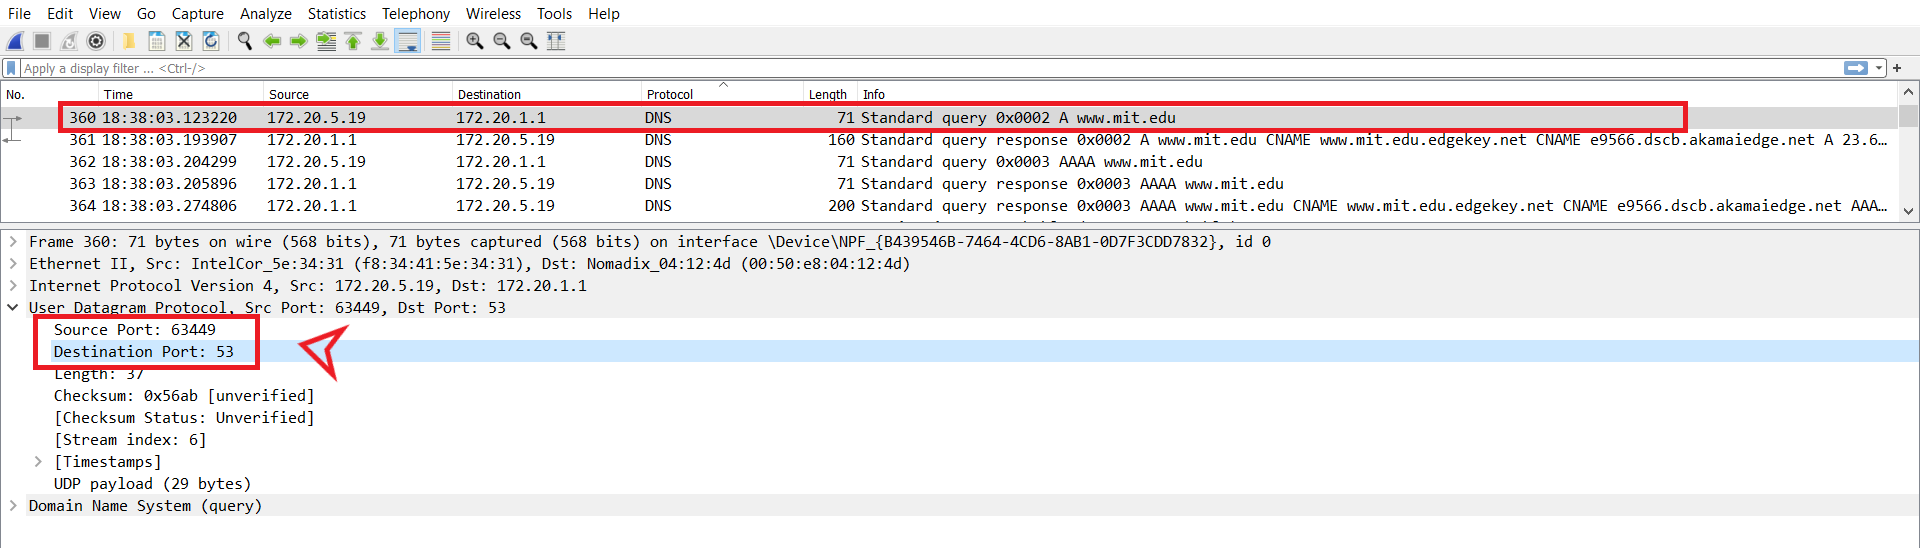 File Edit View Go Capture Analyze Statistics Telephony Wireless Tools Help
Apply a display filter ... <Ctrl-/>
No. Time Source Destination Protocol Length Info
360 18:38:03.123220 172.20.5.19 172.20.1.1 DNS 71 Standard query 0x0002 A www.mit.edu
361 18:38:03.193907 172.20.1.1 172.20.5.19 DNS 160 Standard query response 0x0002 A www.mit.edu CNAME www.mit.edu.edgekey.net CNAME e9566.dscb.akamaiedge.net A 23.6…
362 18:38:03.204299 172.20.5.19 172.20.1.1 DNS 71 Standard query 0x0003 AAAA www.mit.edu
363 18:38:03.205896 172.20.1.1 172.20.5.19 DNS 71 Standard query response 0x0003 AAAA www.mit.edu
364 18:38:03.274806 172.20.1.1 172.20.5.19 DNS 200 Standard query response 0x0003 AAAA www.mit.edu CNAME www.mit.edu.edgekey.net CNAME e9566.dscb.akamaiedge.net AAA…
Frame 360: 71 bytes on wire (568 bits), 71 bytes captured (568 bits) on interface \Device\NPF_{B439546B-7464-4CD6-8AB1-0D7F3CDD7832}, id 0
Ethernet II, Src: IntelCor_5e:34:31 (f8:34:41:5e:34:31), Dst: Nomadix_04:12:4d (00:50:e8:04:12:4d)
Internet Protocol Version 4, Src: 172.20.5.19, Dst: 172.20.1.1
User Datagram Protocol, Src Port: 63449, Dst Port: 53
Source Port: 63449
Destination Port: 53
Length: 37
Checksum: 0x56ab [unverified]
[Checksum Status: Unverified]
[Stream index: 6]
[Timestamps]
UDP payload (29 bytes)
Domain Name System (query)